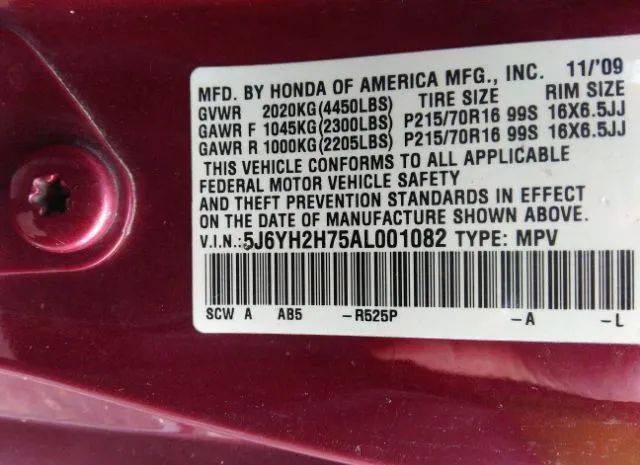 MFD. BY HONDA OF AMERICA MFG., INC. 11/'09
GVWR 2020KG(4450LBS) TIRE SIZE RIM SIZE
GAWR F 1045KG(2300LBS) P215/70R16 99S 16X6.5JJ
GAWR R 1000KG(2205LBS) P215/70R16 99S 16X6.5JJ
THIS VEHICLE CONFORMS TO ALL APPLICABLE
FEDERAL MOTOR VEHICLE SAFETY
AND THEFT PREVENTION STANDARDS IN EFFECT
ON THE DATE OF MANUFACTURE SHOWN ABOVE.
V.I.N.:5J6YH2H75AL001082 TYPE: MPV
SCW A AB5 -R525P -A -L